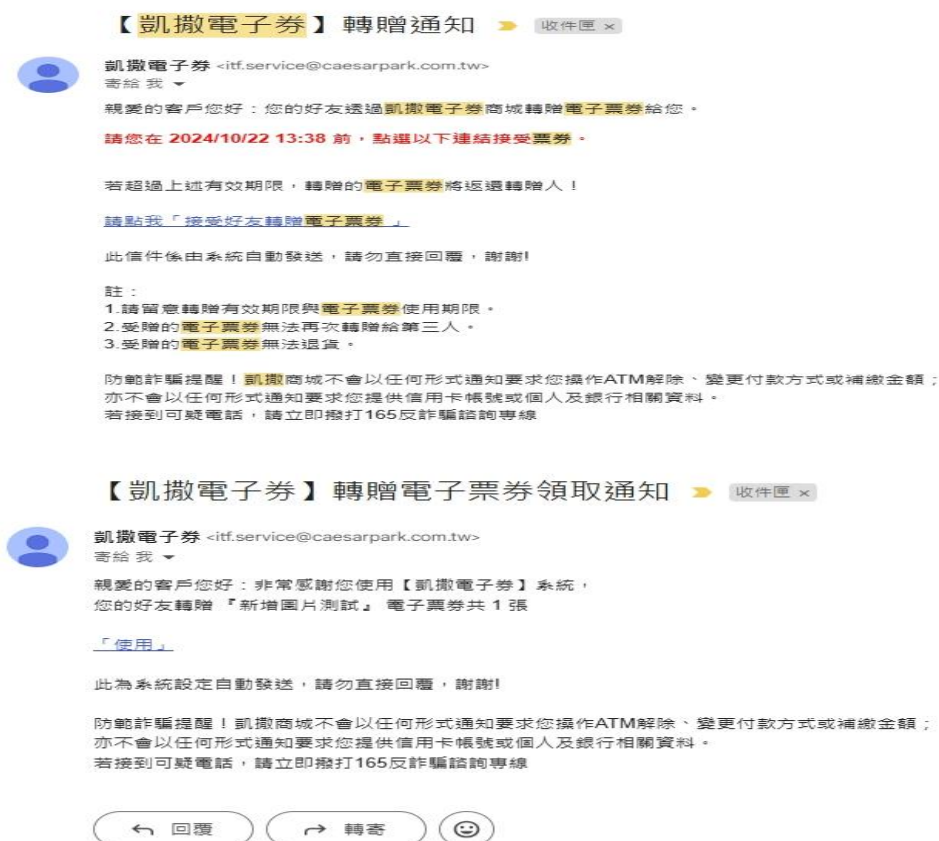 【凱撒電子券】轉贈通知 收件匣 ×
凱撒電子券 <itf.service@caesarpark.com.tw>
寄給 我
親愛的客戶您好：您的好友透過凱撒電子券商城轉贈電子票券給您。
請您在 2024/10/22 13:38 前，點選以下連結接受票券。
若超過上述有效期限，轉贈的電子票券將返還轉贈人！
請點我「接受好友轉贈電子票券 」
此信件係由系統自動發送，請勿直接回覆，謝謝!
註：
1.請留意轉贈有效期限與電子票券使用期限。
2.受贈的電子票券無法再次轉贈給第三人。
3.受贈的電子票券無法退貨。
防範詐騙提醒！凱撒商城不會以任何形式通知要求您操作ATM解除、變更付款方式或補繳金額；
亦不會以任何形式通知要求您提供信用卡帳號或個人及銀行相關資料。
若接到可疑電話，請立即撥打165反詐騙諮詢專線
【凱撒電子券】轉贈電子票券領取通知 收件匣 ×
凱撒電子券 <itf.service@caesarpark.com.tw>
寄給 我
親愛的客戶您好：非常感謝您使用【凱撒電子券】系統，
您的好友轉贈 『新增圖片測試』 電子票券共 1 張
「使用」
此為系統設定自動發送，請勿直接回覆，謝謝!
防範詐騙提醒！凱撒商城不會以任何形式通知要求您操作ATM解除、變更付款方式或補繳金額；
亦不會以任何形式通知要求您提供信用卡帳號或個人及銀行相關資料。
若接到可疑電話，請立即撥打165反詐騙諮詢專線
回覆 轉寄